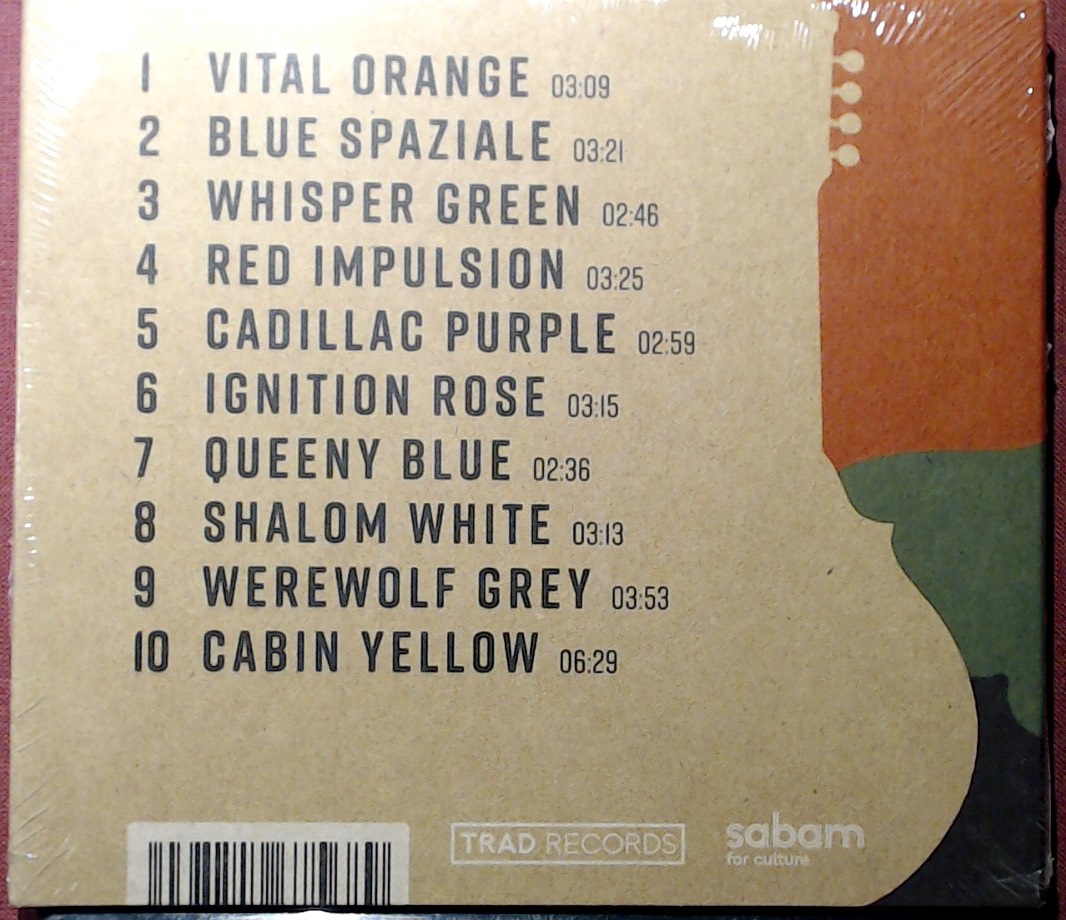 1 VITAL ORANGE 03:09
2 BLUE SPAZIALE 03:21
3 WHISPER GREEN 02:46
4 RED IMPULSION 03:25
5 CADILLAC PURPLE 02:59
6 IGNITION ROSE 03:15
7 QUEENY BLUE 02:36
8 SHALOM WHITE 03:13
9 WEREWOLF GREY 03:53
10 CABIN YELLOW 06:29
TRAD RECORDS
sabam
for culture